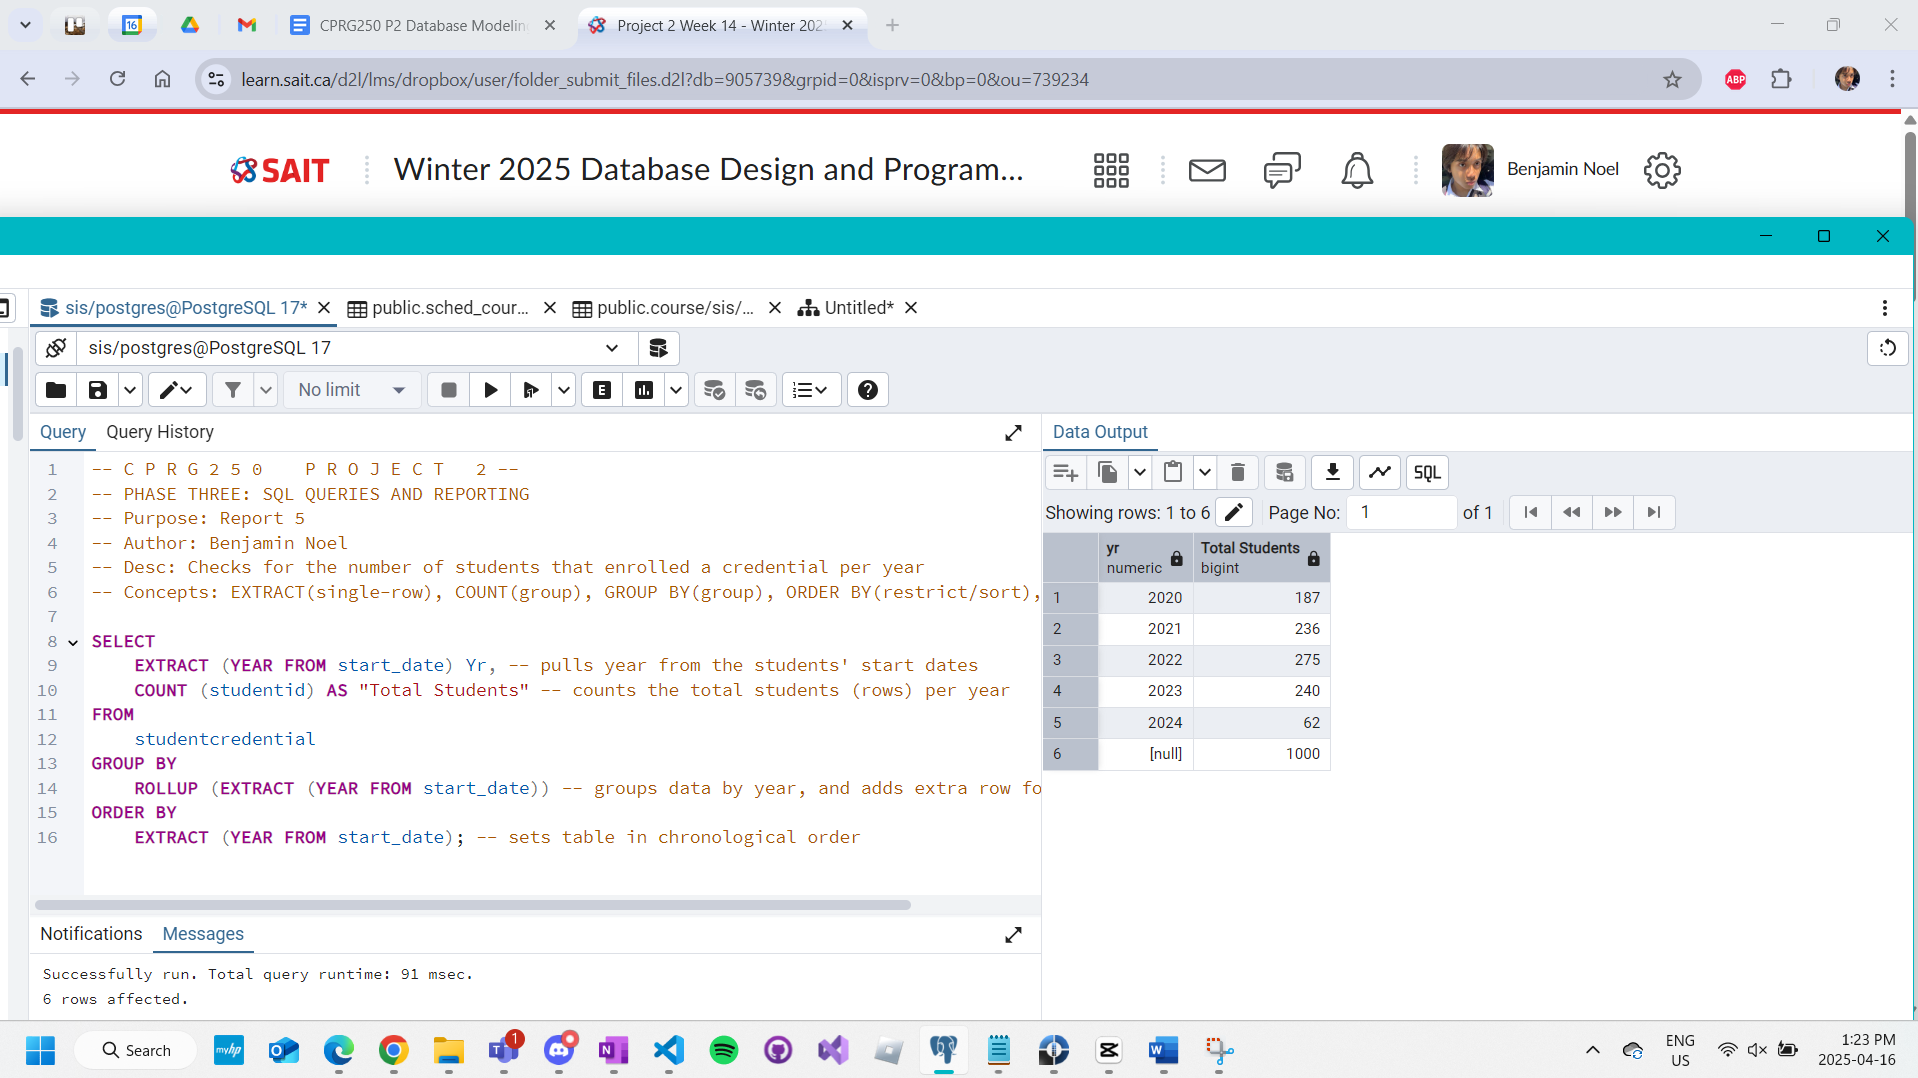 16
CPRG250 P2 Database Modelin
Project 2 Week 14 - Winter 202
learn.sait.ca/d2l/lms/dropbox/user/folder_submit_files.d2l?db=905739&grpid=0&isprv=0&bp=0&ou=739234
ABP
SAIT
Winter 2025 Database Design and Program...
Benjamin Noel
sis/postgres@PostgreSQL 17*
public.sched_cour...
public.course/sis/...
Untitled*
sis/postgres@PostgreSQL 17
No limit
E
Query
Query History
1 -- C P R G 2 5 0    P R O J E C T   2 --
2 -- PHASE THREE: SQL QUERIES AND REPORTING
3 -- Purpose: Report 5
4 -- Author: Benjamin Noel
5 -- Desc: Checks for the number of students that enrolled a credential per year
6 -- Concepts: EXTRACT(single-row), COUNT(group), GROUP BY(group), ORDER BY(restrict/sort),
7
8 SELECT
9 EXTRACT (YEAR FROM start_date) Yr, -- pulls year from the students' start dates
10 COUNT (studentid) AS "Total Students" -- counts the total students (rows) per year
11 FROM
12 studentcredential
13 GROUP BY
14 ROLLUP (EXTRACT (YEAR FROM start_date)) -- groups data by year, and adds extra row fo
15 ORDER BY
16 EXTRACT (YEAR FROM start_date); -- sets table in chronological order
Data Output
SQL
Showing rows: 1 to 6
Page No: 1 of 1
yr numeric
Total Students bigint
1 2020 187
2 2021 236
3 2022 275
4 2023 240
5 2024 62
6 [null] 1000
Notifications
Messages
Successfully run. Total query runtime: 91 msec.
6 rows affected.
Search
myhp
1
ENG
US
1:23 PM
2025-04-16